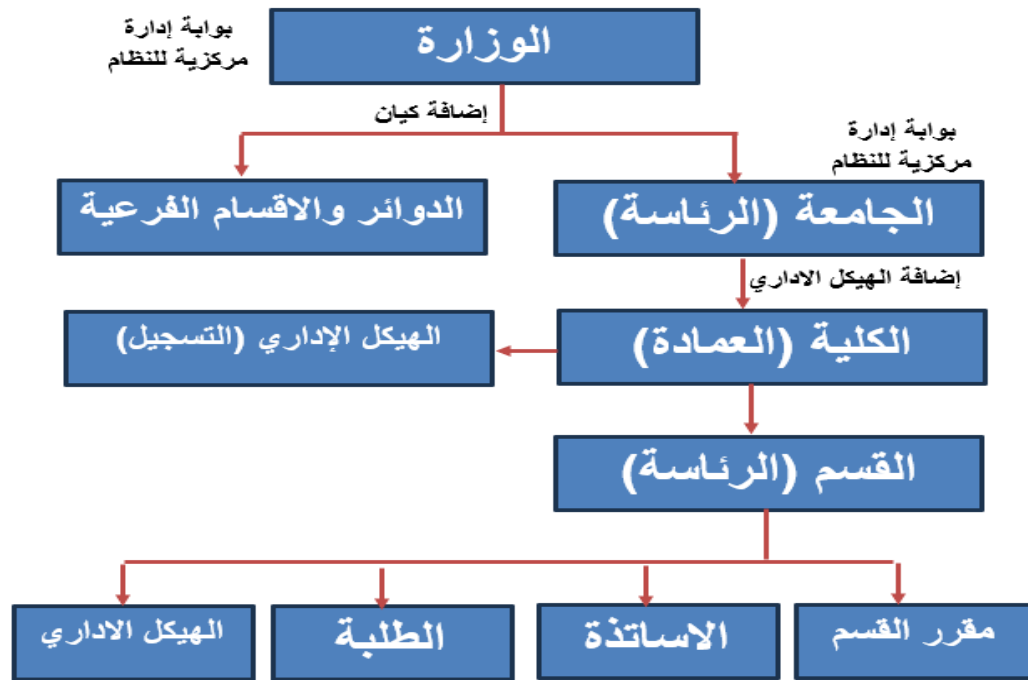 الوزارة
بوابة إدارة
مركزية للنظام
إضافة كيان
بوابة إدارة
مركزية للنظام
الجامعة (الرئاسة)
الدوائر والاقسام الفرعية
إضافة الهيكل الاداري
الكلية (العمادة)
الهيكل الإداري (التسجيل)
القسم (الرئاسة)
مقرر القسم
الاساتذة
الطلبة
الهيكل الاداري